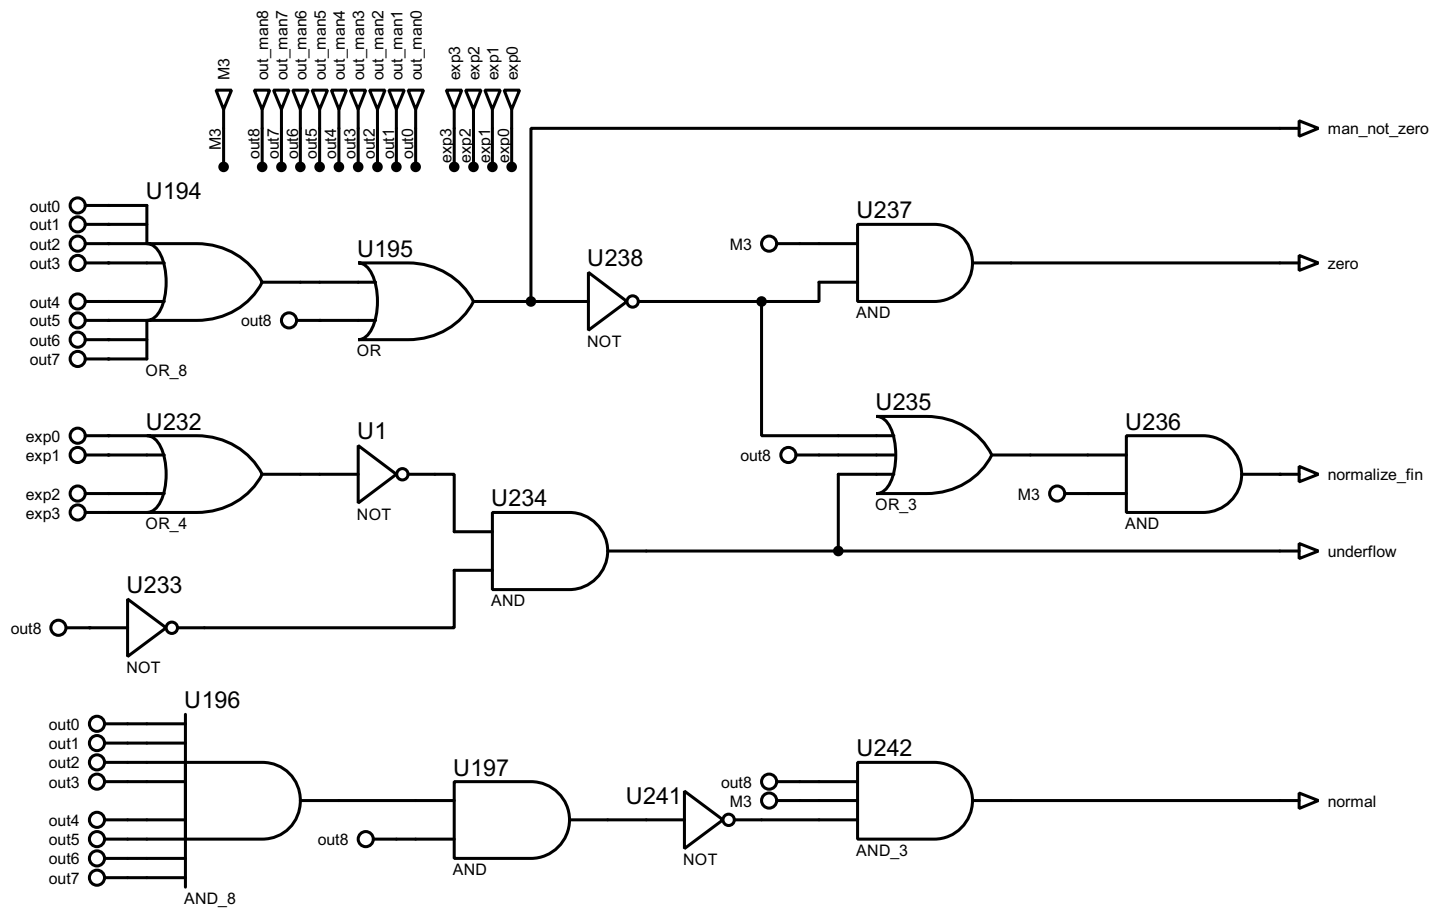 M3
out_man8
out_man7
out_man6
out_man5
out_man4
out_man3
out_man2
out_man1
out_man0
exp3
exp2
exp1
exp0
M3
out8
out7
out6
out5
out4
out3
out2
out1
out0
exp3
exp2
exp1
exp0
man_not_zero
U194
out0
out1
out2
out3
out4
out5
out6
out7
OR_8
U195
out8
OR
U238
NOT
U237
M3
AND
zero
U232
exp0
exp1
exp2
exp3
OR_4
U1
NOT
U234
AND
U235
out8
OR_3
U236
M3
AND
normalize_fin
underflow
U233
out8
NOT
U196
out0
out1
out2
out3
out4
out5
out6
out7
AND_8
U197
out8
AND
U241
NOT
U242
out8
M3
AND_3
normal